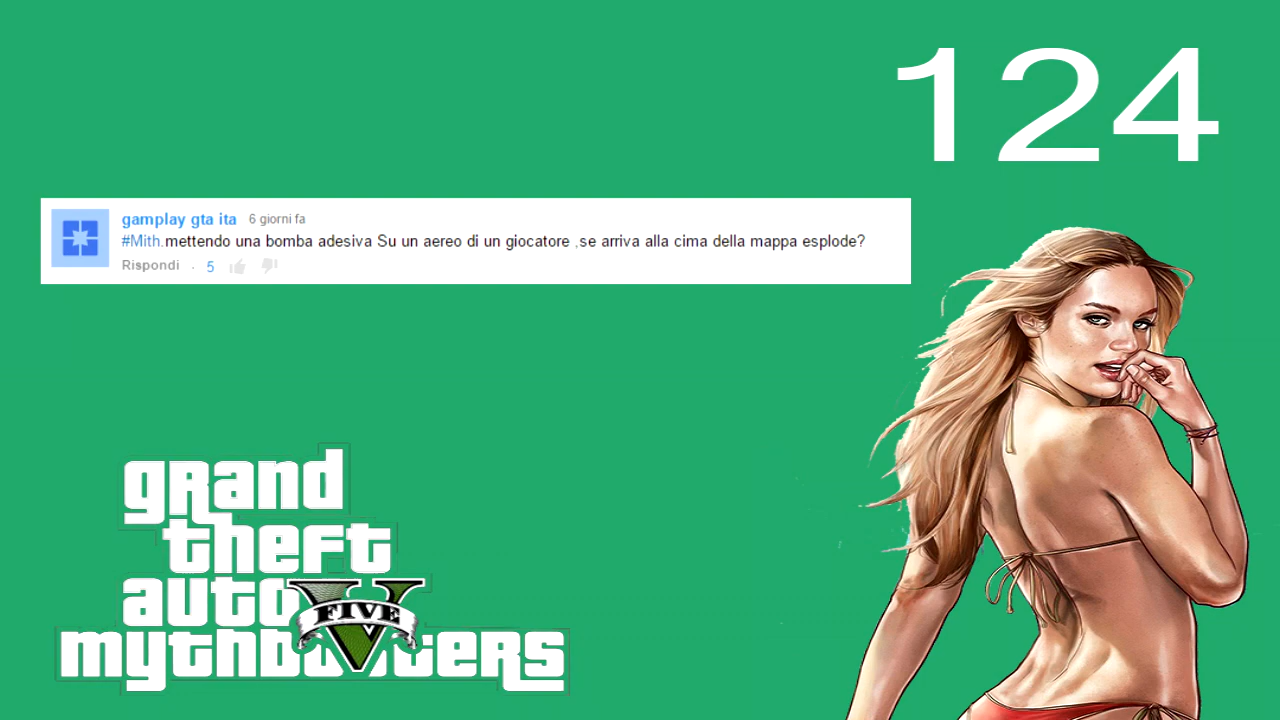 124
gamplay gta ita 6 giorni fa
#Mith.mettendo una bomba adesiva Su un aereo di un giocatore ,se arriva alla cima della mappa esplode?
Rispondi · 5
grand
theft
auto
FIVE
V